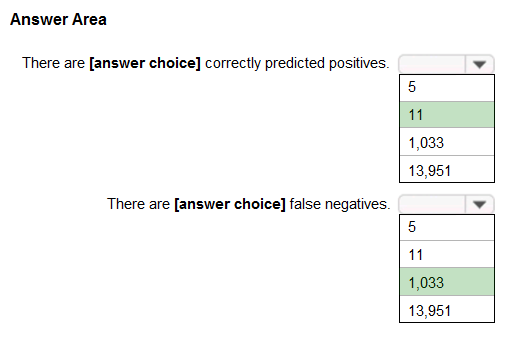 Answer Area
There are [answer choice] correctly predicted positives.
5
11
1,033
13,951
There are [answer choice] false negatives.
5
11
1,033
13,951